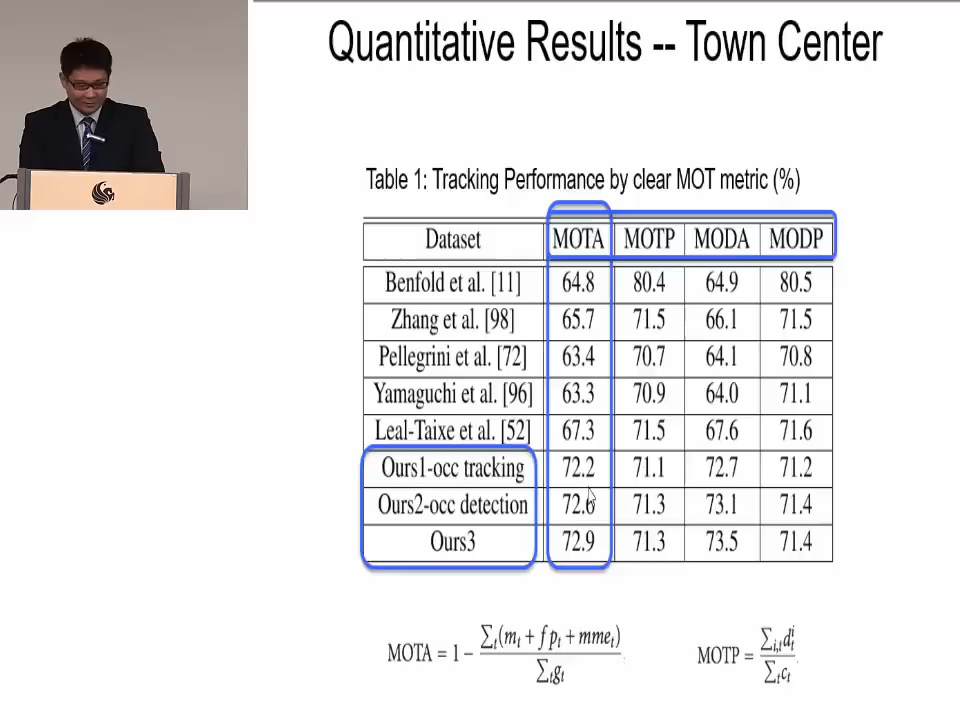 Quantitative Results -- Town Center
Table 1: Tracking Performance by clear MOT metric (%)
Dataset MOTA MOTP MODA MODP
Benfold et al. [11] 64.8 80.4 64.9 80.5
Zhang et al. [98] 65.7 71.5 66.1 71.5
Pellegrini et al. [72] 63.4 70.7 64.1 70.8
Yamaguchi et al. [96] 63.3 70.9 64.0 71.1
Leal-Taixe et al. [52] 67.3 71.5 67.6 71.6
Ours1-occ tracking 72.2 71.1 72.7 71.2
Ours2-occ detection 72.6 71.3 73.1 71.4
Ours3 72.9 71.3 73.5 71.4
MOTA = 1 − ∑t(mt + fpt + mmet) / ∑tgt
MOTP = ∑i,tdit / ∑tct